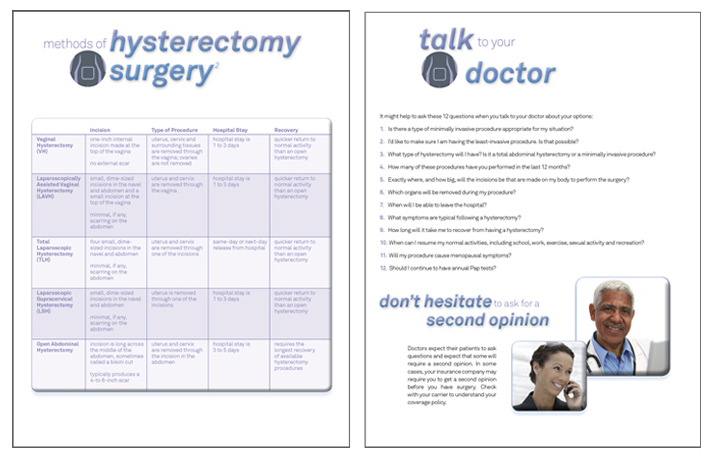 methods of hysterectomy
surgery2
Incision Type of Procedure Hospital Stay Recovery
Vaginal
Hysterectomy
(VH)
one-inch internal
incision made at the
top of the vagina
no external scar
uterus, cervix and
surrounding tissues
are removed through
the vagina; ovaries
are not removed
hospital stay is
1 to 3 days
quicker return to
normal activity
than an open
hysterectomy
Laparoscopically
Assisted Vaginal
Hysterectomy
(LAVH)
small, dime-sized
incisions in the navel
and abdomen and a
small incision at the
top of the vagina
minimal, if any,
scarring on the
abdomen
uterus and cervix
are removed through
the vagina
hospital stay is
1 to 3 days
quicker return to
normal activity
than an open
hysterectomy
Total
Laparoscopic
Hysterectomy
(TLH)
four small, dime-
sized incisions in the
navel and abdomen
minimal, if any,
scarring on the
abdomen
uterus and cervix
are removed through
one of the incisions
same-day or next-day
release from hospital
quicker return to
normal activity
than an open
hysterectomy
Laparoscopic
Supracervical
Hysterectomy
(LSH)
small, dime-sized
incisions in the navel
and abdomen
minimal, if any,
scarring on the
abdomen
uterus is removed
through one of the
incisions
hospital stay is
1 to 3 days
quicker return to
normal activity
than an open
hysterectomy
Open Abdominal
Hysterectomy
incision is long across
the middle of the
abdomen, sometimes
called a bikini cut
typically produces a
4-to 6-inch scar
uterus and cervix
are removed through
the incision in the
abdomen
hospital stay is
3 to 5 days
requires the
longest recovery
of available
hysterectomy
procedures
talk to your
doctor
It might help to ask these 12 questions when you talk to your doctor about your options:
1. Is there a type of minimally invasive procedure appropriate for my situation?
2. I'd like to make sure I am having the least-invasive procedure. Is that possible?
3. What type of hysterectomy will I have? Is it a total abdominal hysterectomy or a minimally invasive procedure?
4. How many of these procedures have you performed in the last 12 months?
5. Exactly where, and how big, will the incisions be that are made on my body to perform the surgery?
6. Which organs will be removed during my procedure?
7. When will I be able to leave the hospital?
8. What symptoms are typical following a hysterectomy?
9. How long will it take me to recover from having a hysterectomy?
10. When can I resume my normal activities, including school, work, exercise, sexual activity and recreation?
11. Will my procedure cause menopausal symptoms?
12. Should I continue to have annual Pap tests?
don't hesitate to ask for a
second opinion
Doctors expect their patients to ask
questions and expect that some will
require a second opinion. In some
cases, your insurance company may
require you to get a second opinion
before you have surgery. Check
with your carrier to understand your
coverage policy.